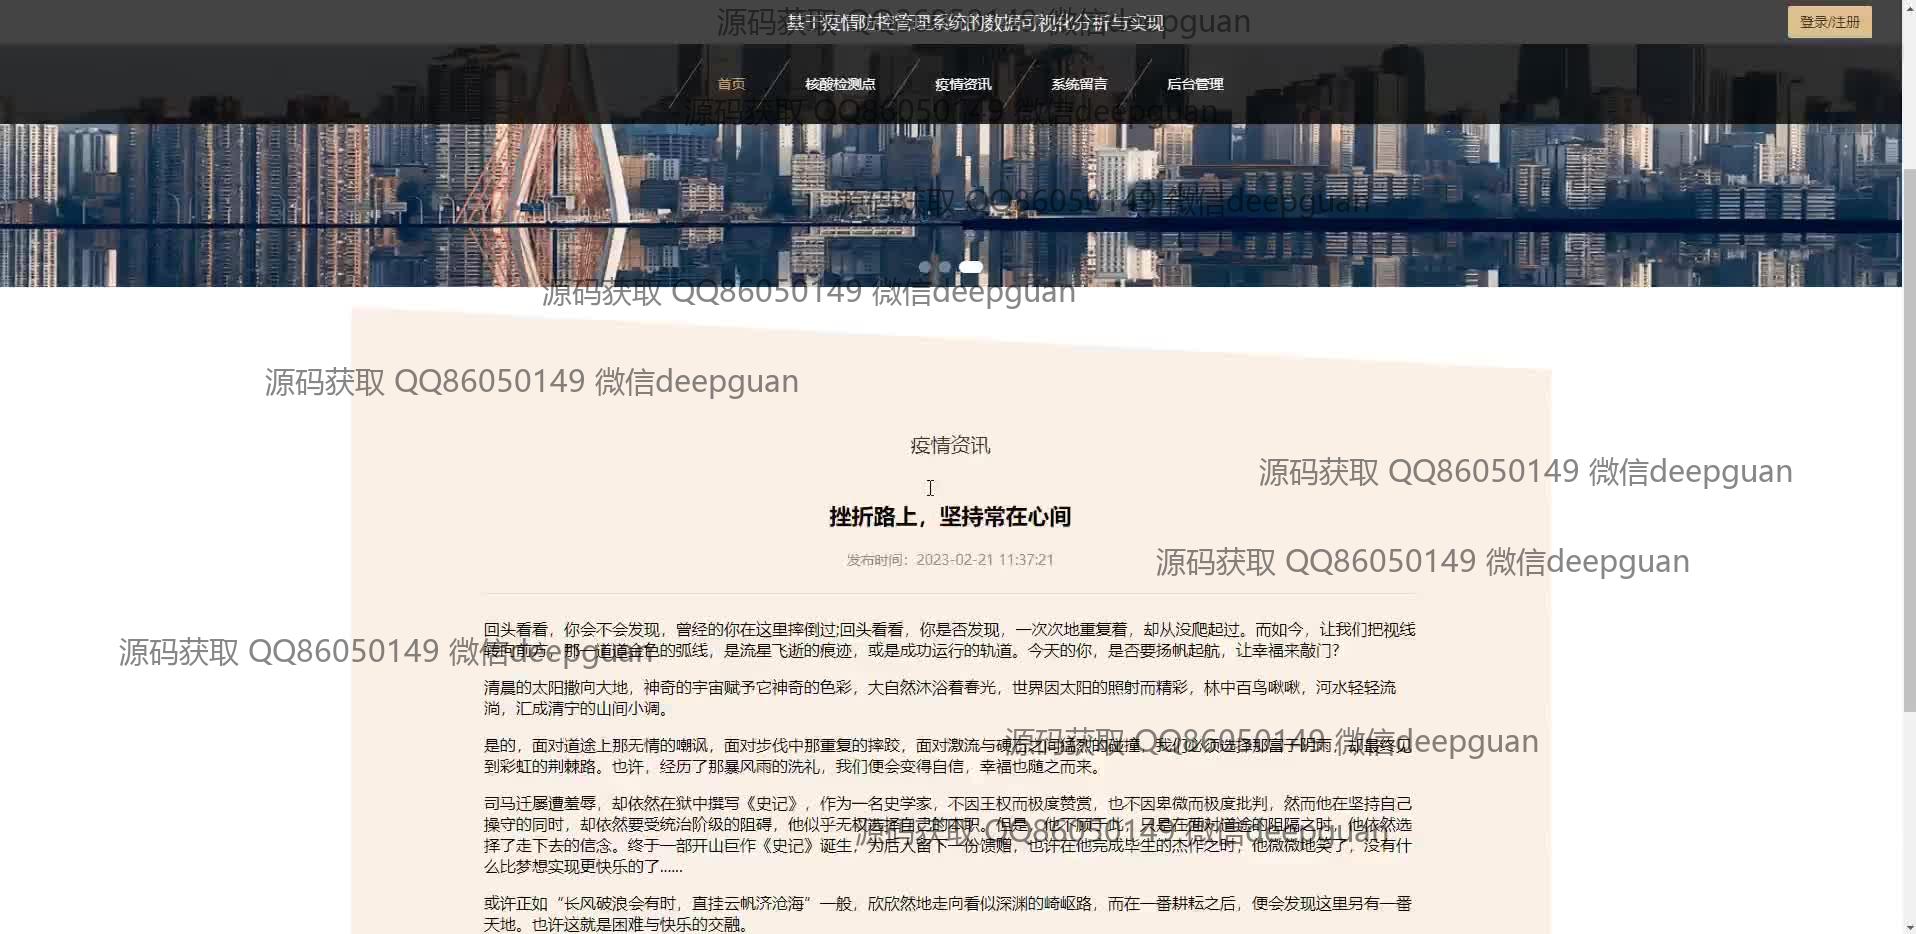 基于疫情防控管理系统的数据可视化分析与实现
源码获取 QQ86050149 微信deepguan
登录/注册
首页
核酸检测点
疫情资讯
系统留言
后台管理
源码获取 QQ86050149 微信deepguan
源码获取 QQ86050149 微信deepguan
源码获取 QQ86050149 微信deepguan
源码获取 QQ86050149 微信deepguan
疫情资讯
源码获取 QQ86050149 微信deepguan
挫折路上，坚持常在心间
发布时间：2023-02-21 11:37:21
源码获取 QQ86050149 微信deepguan
回头看看，你会不会发现，曾经的你在这里摔倒过;回头看看，你是否发现，一次次地重复着，却从没爬起过。而如今，让我们把视线
转向前方，那一道道金色的弧线，是流星飞逝的痕迹，或是成功运行的轨道。今天的你，是否要扬帆起航，让幸福来敲门？
源码获取 QQ86050149 微信deepguan
清晨的太阳撒向大地，神奇的宇宙赋予它神奇的色彩，大自然沐浴着春光，世界因太阳的照射而精彩，林中百鸟啾啾，河水轻轻流
淌，汇成清宁的山间小调。
是的，面对道途上那无情的嘲讽，面对步伐中那重复的摔跤，面对激流与硬石之间猛烈的碰撞，我们必须选择那富于阴雨，却最终见
源码获取 QQ86050149 微信deepguan
到彩虹的荆棘路。也许，经历了那暴风雨的洗礼，我们便会变得自信，幸福也随之而来。
司马迁屡遭羞辱，却依然在狱中撰写《史记》，作为一名史学家，不因王权而极度赞赏，也不因卑微而极度批判，然而他在坚持自己
操守的同时，却依然要受统治阶级的阻碍，他似乎无权选择自己的本职。但是，他不顾于此，只是在面对道途的阻隔之时，他依然选
源码获取 QQ86050149 微信deepguan
择了走下去的信念。终于一部开山巨作《史记》诞生，为后人留下一份馈赠，也许在他完成毕生的杰作之时，他微微地笑了，没有什
么比梦想实现更快乐的了......
或许正如“长风破浪会有时，直挂云帆济沧海”一般，欣欣然地走向看似深渊的崎岖路，而在一番耕耘之后，便会发现这里另有一番
天地。也许这就是困难与快乐的交融。